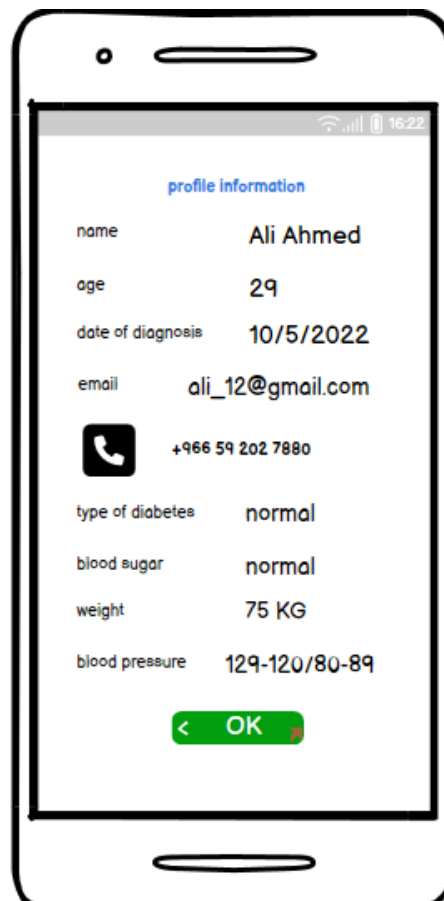 16:22
profile information
name Ali Ahmed
age 29
date of diagnosis 10/5/2022
email ali_12@gmail.com
+966 59 202 7880
type of diabetes normal
blood sugar normal
weight 75 KG
blood pressure 129-120/80-89
< OK